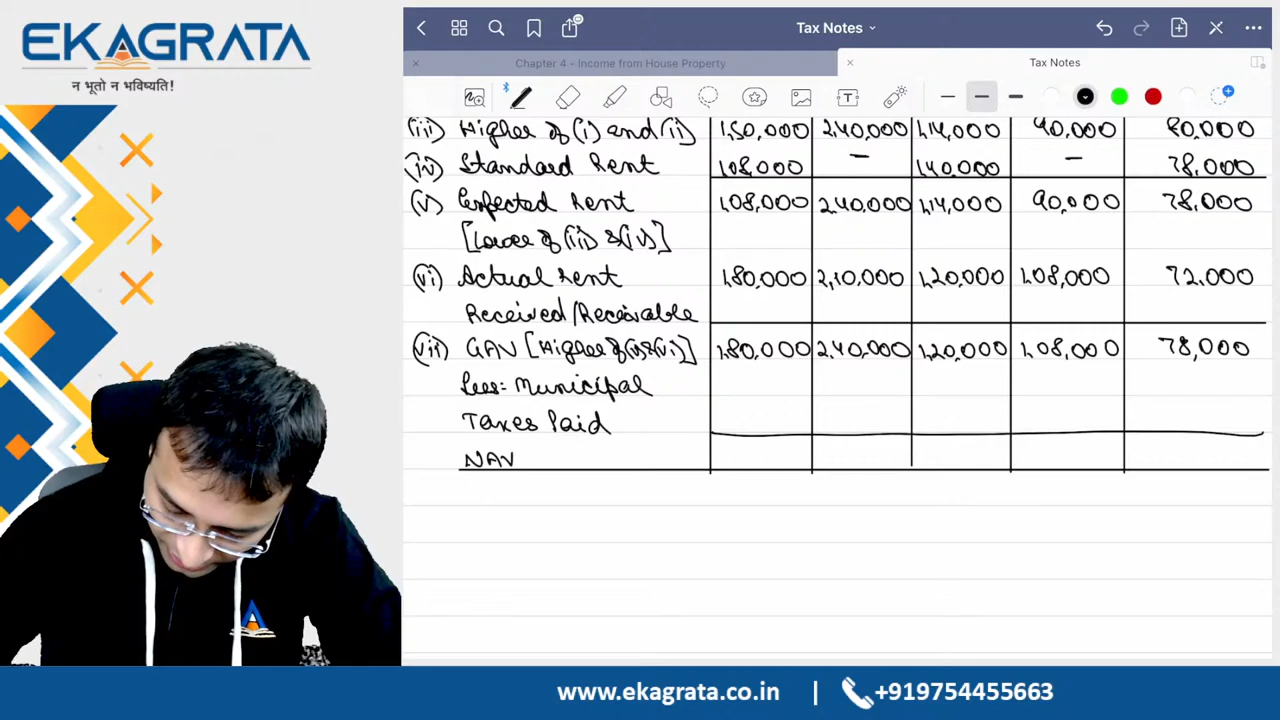 EKAGRATA
न भूतो न भविष्यति!
Tax Notes
Chapter 4 - Income from House Property
Tax Notes
(iii) Higher of (i) and (ii) 1,50,000 2,40,000 1,14,000 90,000 80,000
(iv) Standard Rent 1,08,000 — 1,40,000 — 78,000
(v) Expected Rent 1,08,000 2,40,000 1,14,000 90,000 78,000
[Lower of (iii) & (iv)]
(vi) Actual Rent 1,80,000 2,10,000 1,20,000 1,08,000 72,000
Received/Receivable
(vii) GAV [Higher of (v) & (vi)] 1,80,000 2,40,000 1,20,000 1,08,000 78,000
Less: Municipal
Taxes Paid
NAV
www.ekagrata.co.in | +919754455663